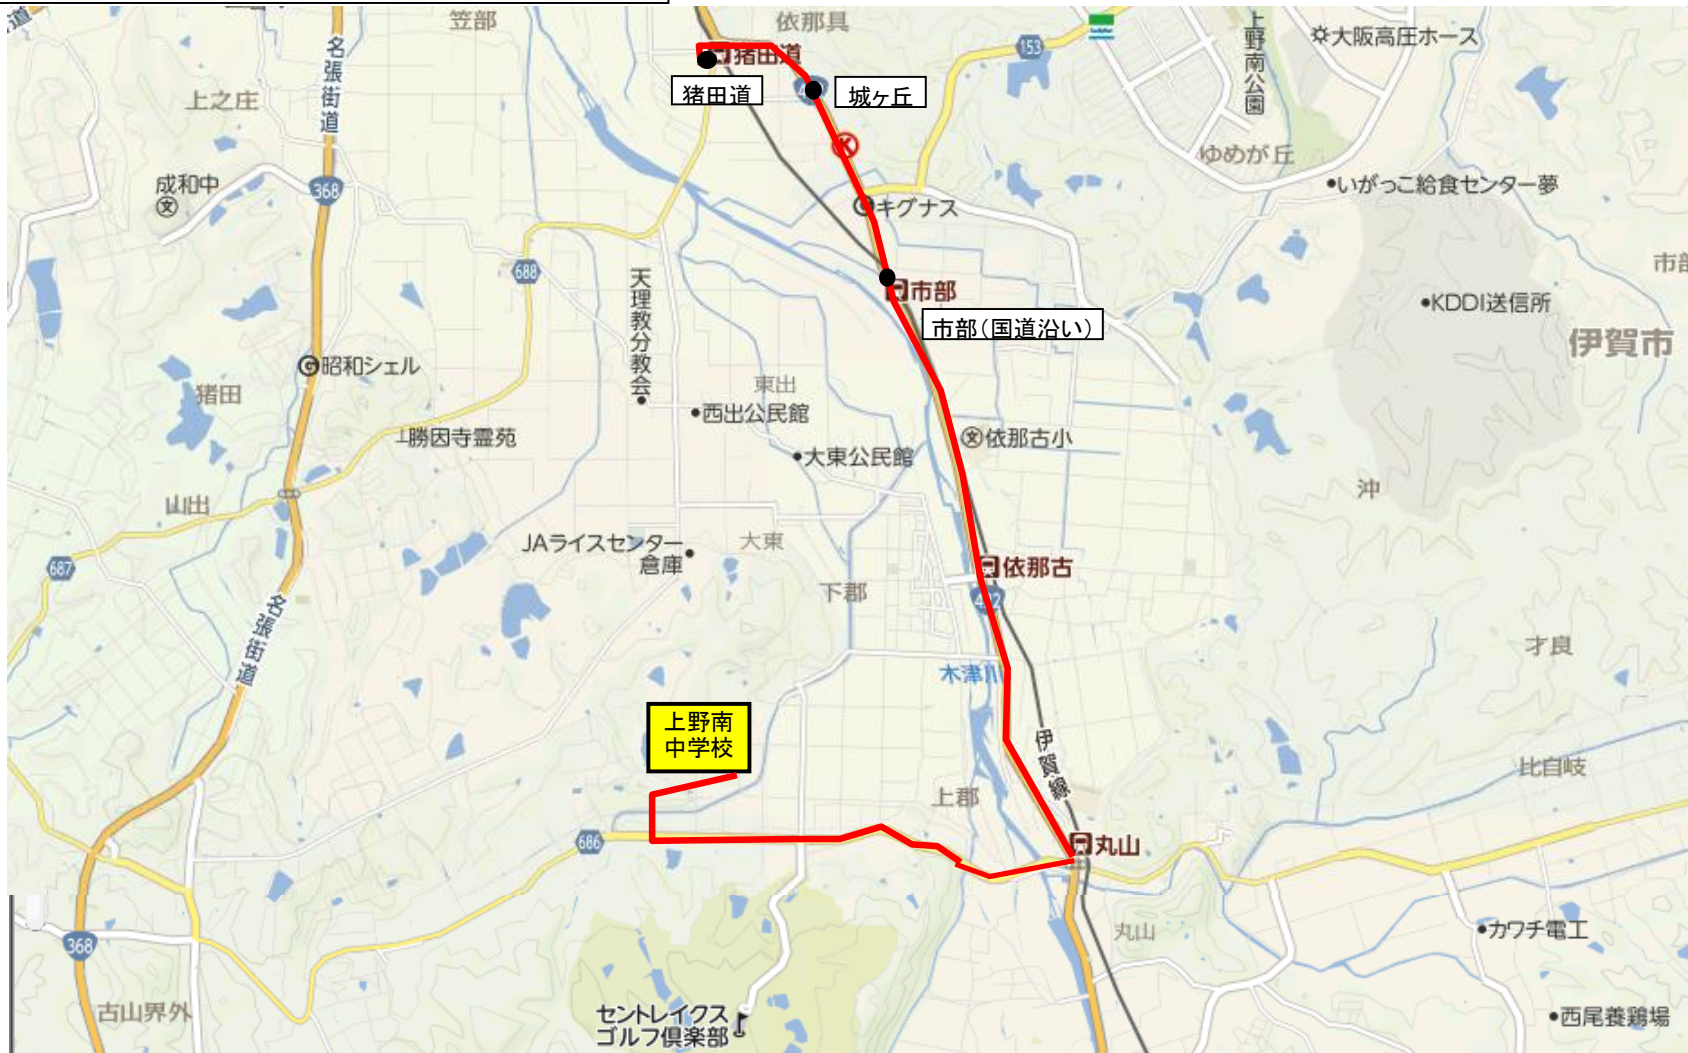 笠部
依那具
名張街道
153
上野南公園
大阪高圧ホース
猪田道
猪田道
城ヶ丘
上之庄
ゆめが丘
成和中
文
368
いがっこ給食センター夢
キグナス
688
天理教分教会
市部
市部
KDDI送信所
市部(国道沿い)
伊賀市
昭和シェル
猪田
東出
西出公民館
勝因寺霊苑
文
依那古小
大東公民館
沖
山出
JAライスセンター
倉庫
大東
687
依那古
下郡
名張街道
才良
木津川
上野南
中学校
伊賀線
比自岐
上郡
686
丸山
丸山
カワチ電工
368
古山界外
セントレイクス
ゴルフ倶楽部
西尾養鶏場